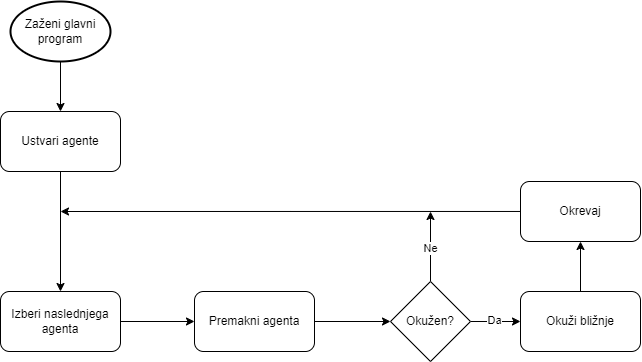 Zaženi glavni
program
Ustvari agente
Okrevaj
Ne
Izberi naslednjega
agenta
Premakni agenta
Okužen?
Da
Okuži bližnje